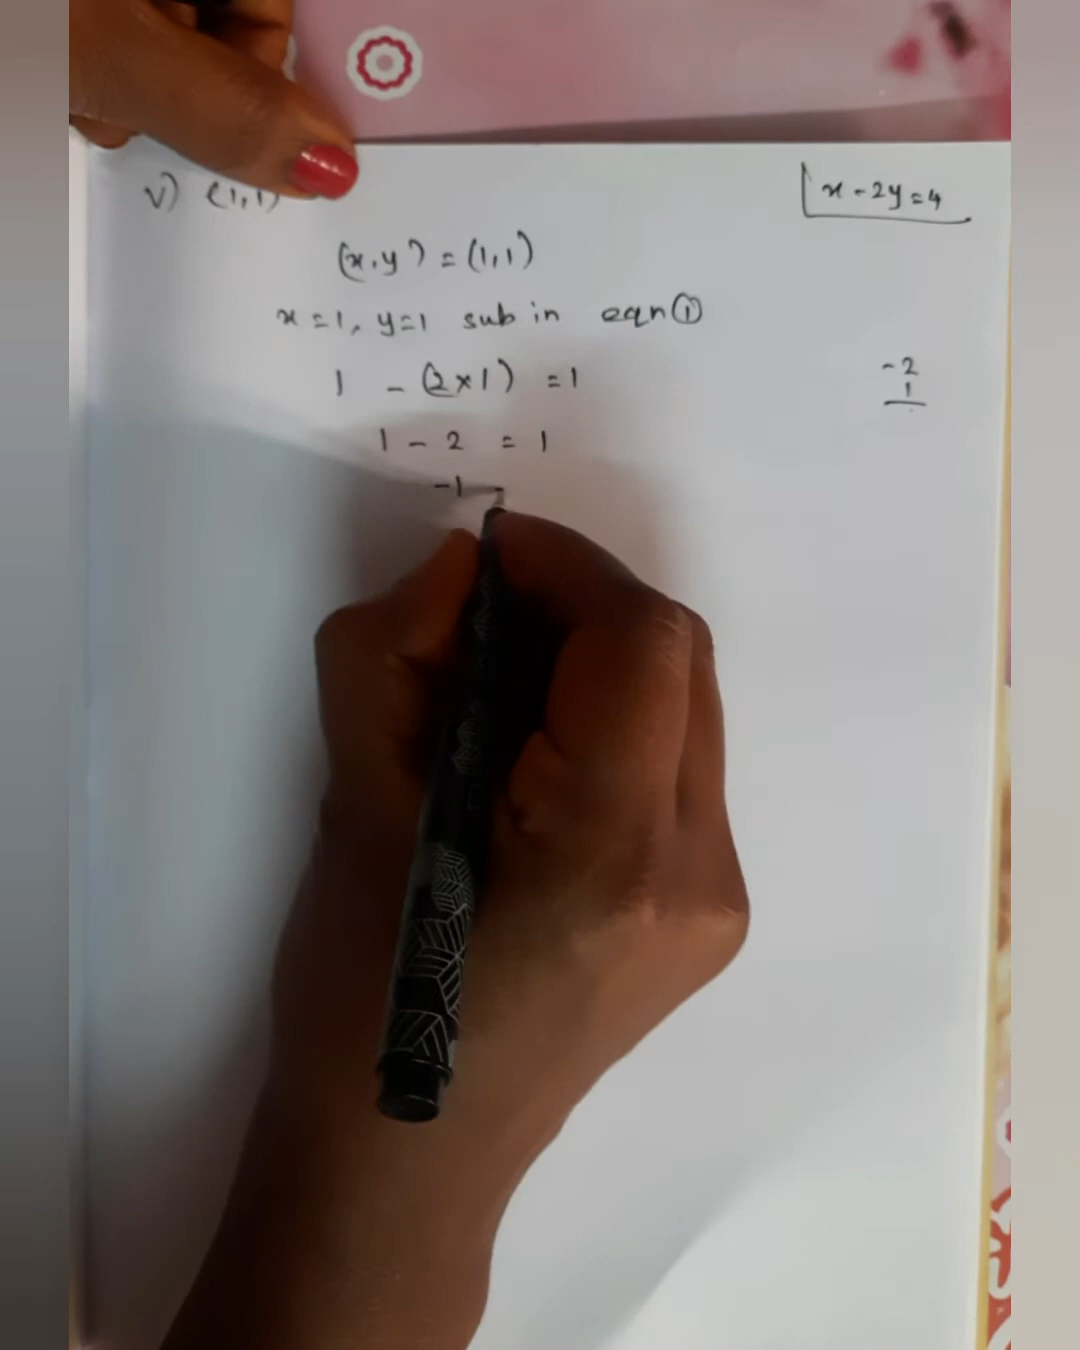 v) (1,1)
x - 2y = 4
(x, y) = (1,1)
x = 1, y = 1 sub in eqn ①
1 - (2 × 1) = 1
-2
1
1 - 2 = 1
-1